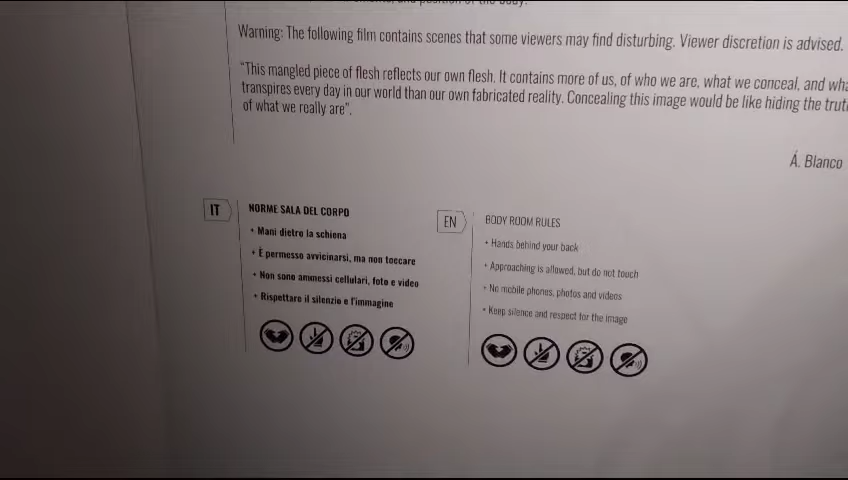 position of the body.
Warning: The following film contains scenes that some viewers may find disturbing. Viewer discretion is advised.
"This mangled piece of flesh reflects our own flesh. It contains more of us, of who we are, what we conceal, and
transpires every day in our world than our own fabricated reality. Concealing this image would be like hiding the
of what we really are".
Á. Blanco
IT
NORME SALA DEL CORPO
• Mani dietro la schiena
• È permesso avvicinarsi, ma non toccare
• Non sono ammessi cellulari, foto e video
• Rispettare il silenzio e l'immagine
EN
BODY ROOM RULES
• Hands behind your back
• Approaching is allowed, but do not touch
• No mobile phones, photos and videos
• Keep silence and respect for the image